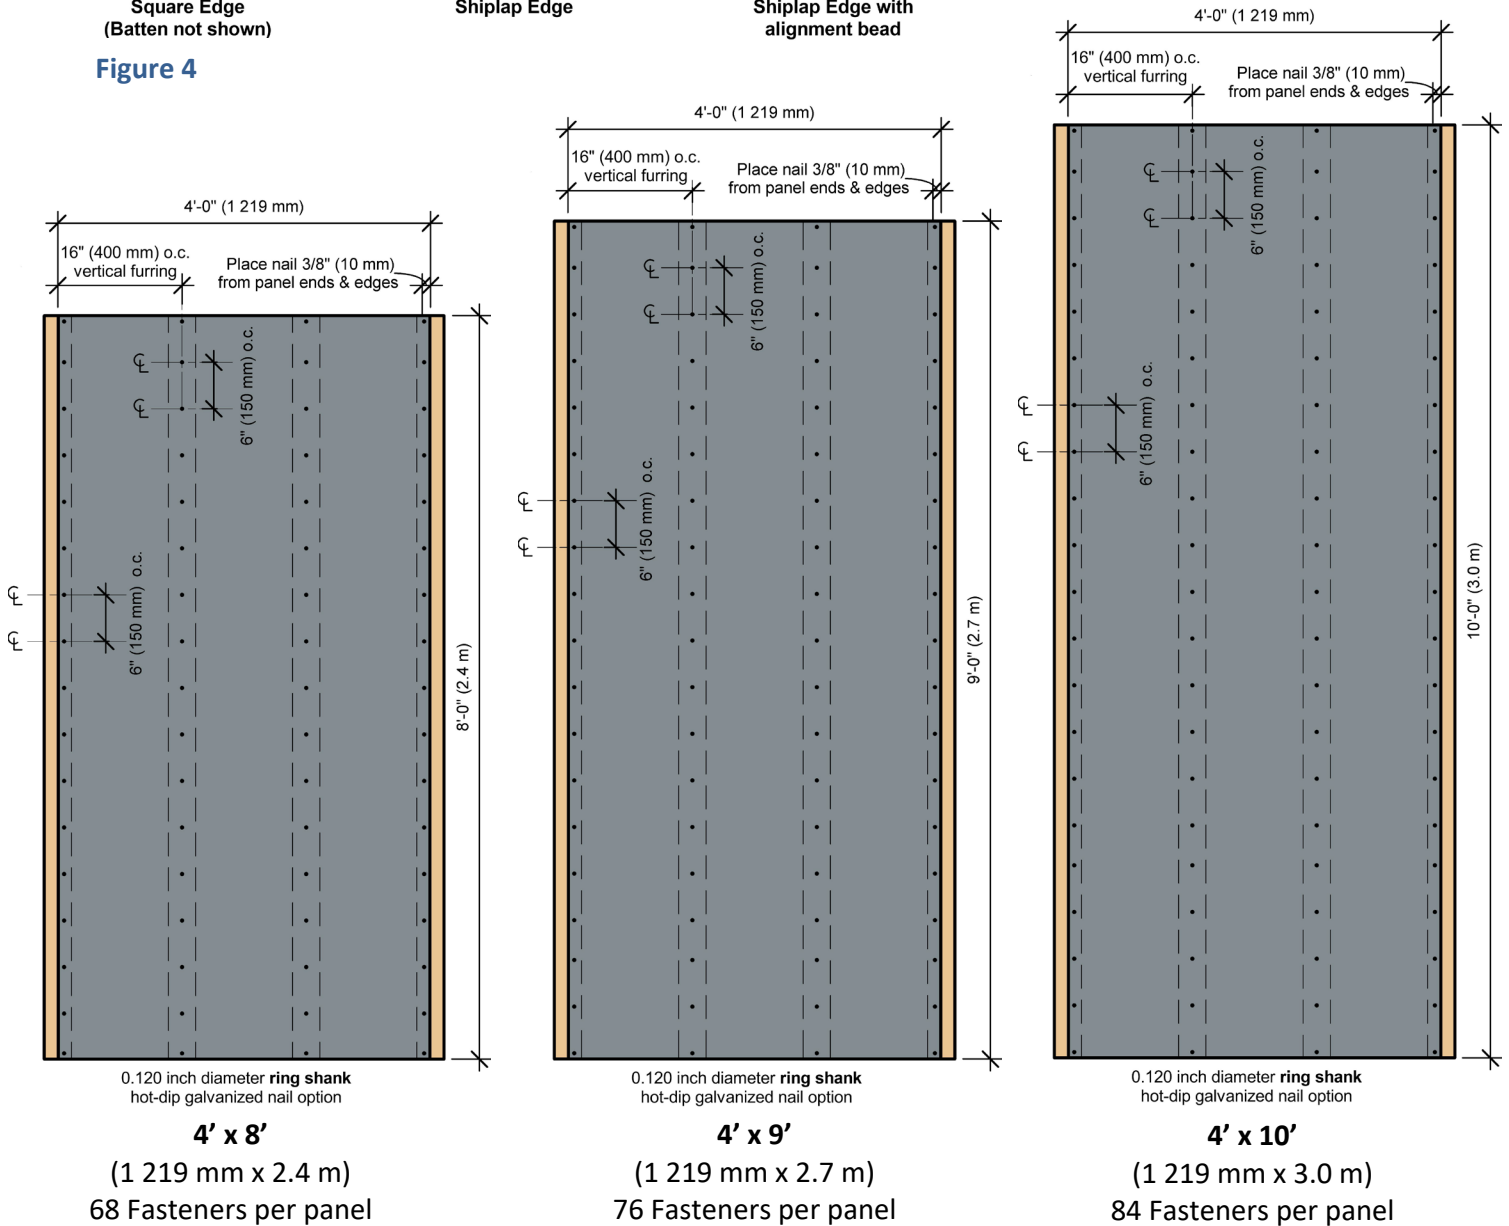 Square Edge
(Batten not shown)
Shiplap Edge
Shiplap Edge with
alignment bead
Figure 4
4'-0" (1 219 mm)
16" (400 mm) o.c.
vertical furring
Place nail 3/8" (10 mm)
from panel ends & edges
℄
℄
6" (150 mm) o.c.
℄
℄
6" (150 mm) o.c.
8'-0" (2.4 m)
0.120 inch diameter ring shank
hot-dip galvanized nail option
4’ x 8’
(1 219 mm x 2.4 m)
68 Fasteners per panel
4'-0" (1 219 mm)
16" (400 mm) o.c.
vertical furring
Place nail 3/8" (10 mm)
from panel ends & edges
℄
℄
6" (150 mm) o.c.
℄
℄
6" (150 mm) o.c.
9'-0" (2.7 m)
0.120 inch diameter ring shank
hot-dip galvanized nail option
4’ x 9’
(1 219 mm x 2.7 m)
76 Fasteners per panel
4'-0" (1 219 mm)
16" (400 mm) o.c.
vertical furring
Place nail 3/8" (10 mm)
from panel ends & edges
℄
℄
6" (150 mm) o.c.
℄
℄
6" (150 mm) o.c.
10'-0" (3.0 m)
0.120 inch diameter ring shank
hot-dip galvanized nail option
4’ x 10’
(1 219 mm x 3.0 m)
84 Fasteners per panel